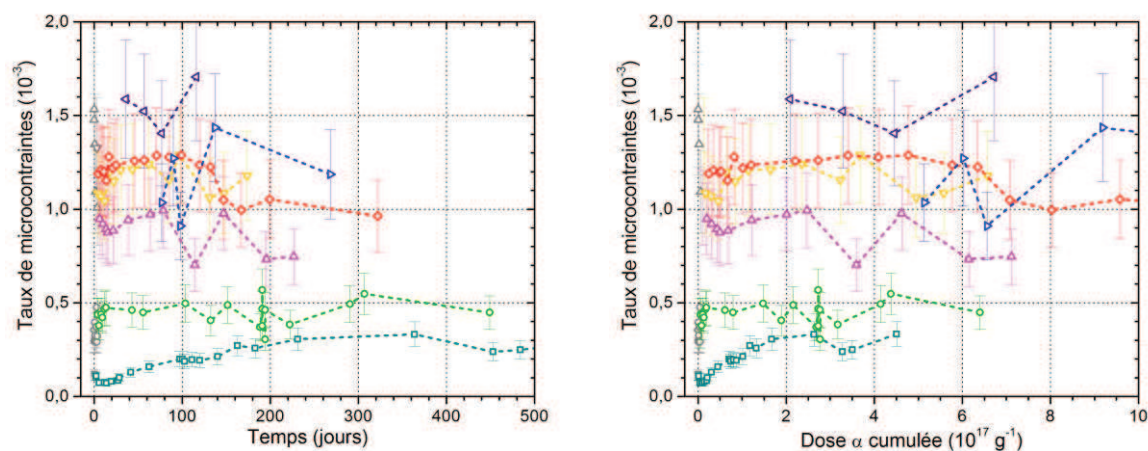 2,0
1,5
1,0
0,5
0,0
Taux de microcontraintes (10⁻³)
0 100 200 300 400 500
Temps (jours)
2,0
1,5
1,0
0,5
0,0
Taux de microcontraintes (10⁻³)
0 2 4 6 8 10
Dose α cumulée (10¹⁷ g⁻¹)